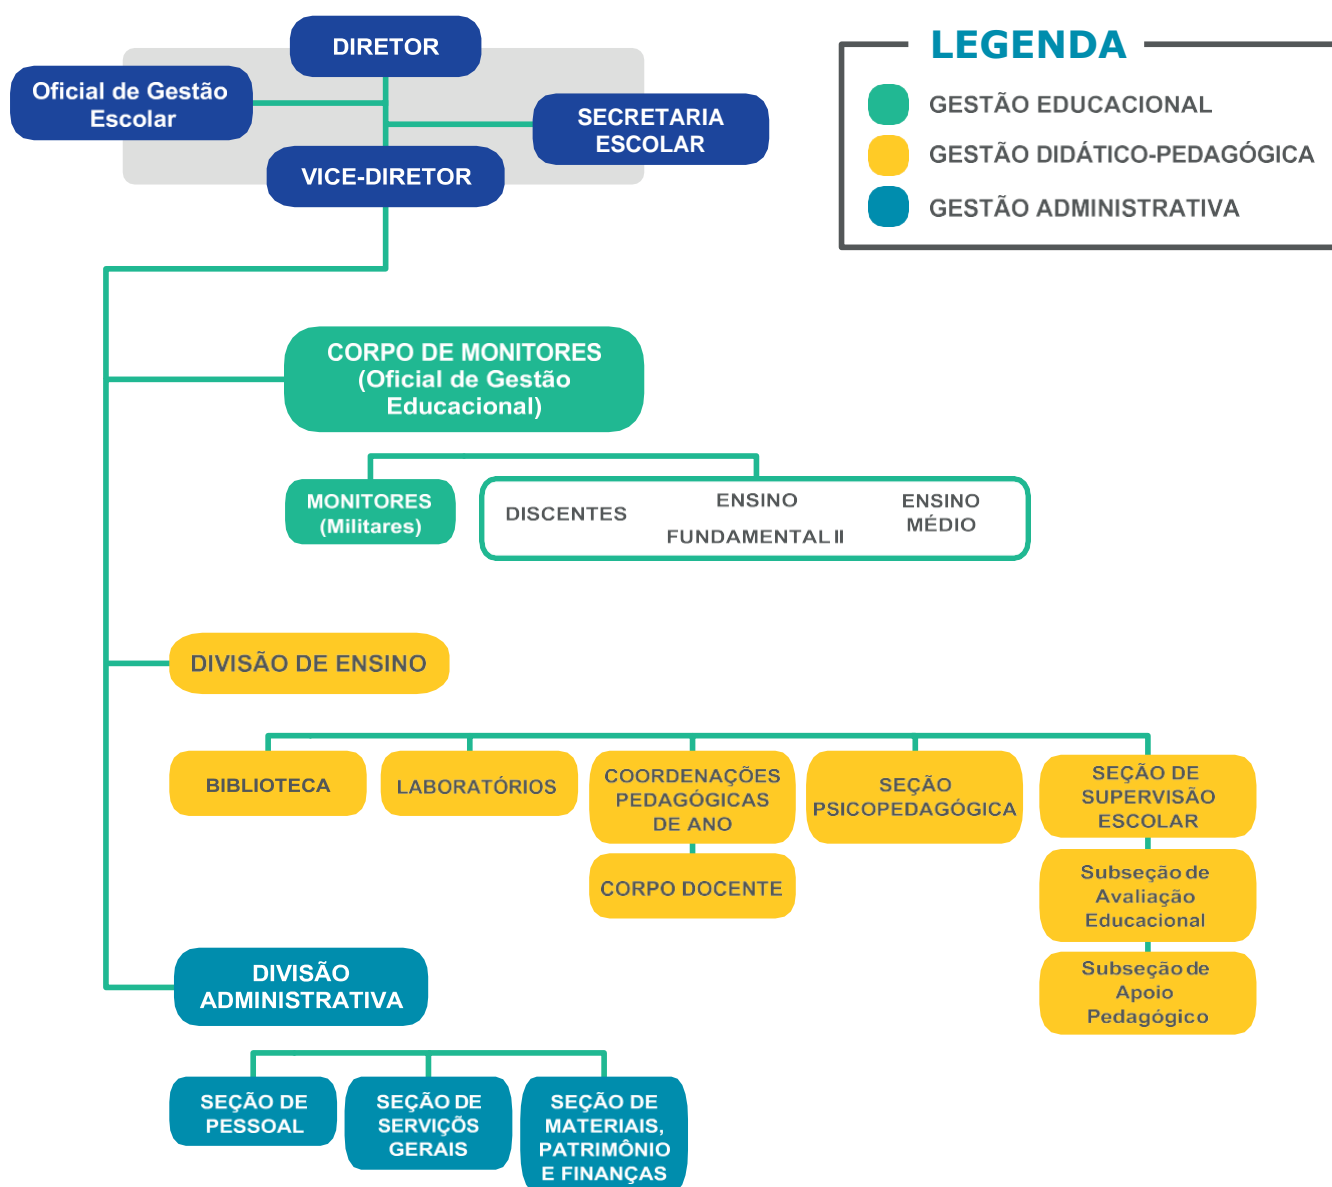 DIRETOR
Oficial de Gestão
Escolar
SECRETARIA
ESCOLAR
VICE-DIRETOR
LEGENDA
GESTÃO EDUCACIONAL
GESTÃO DIDÁTICO-PEDAGÓGICA
GESTÃO ADMINISTRATIVA
CORPO DE MONITORES
(Oficial de Gestão
Educacional)
MONITORES
(Militares)
DISCENTES
ENSINO
FUNDAMENTAL II
ENSINO
MÉDIO
DIVISÃO DE ENSINO
BIBLIOTECA
LABORATÓRIOS
COORDENAÇÕES
PEDAGÓGICAS
DE ANO
CORPO DOCENTE
SEÇÃO
PSICOPEDAGÓGICA
SEÇÃO DE
SUPERVISÃO
ESCOLAR
Subseção de
Avaliação
Educacional
Subseção de
Apoio
Pedagógico
DIVISÃO
ADMINISTRATIVA
SEÇÃO DE
PESSOAL
SEÇÃO DE
SERVIÇÕS
GERAIS
SEÇÃO DE
MATERIAIS,
PATRIMÔNIO
E FINANÇAS